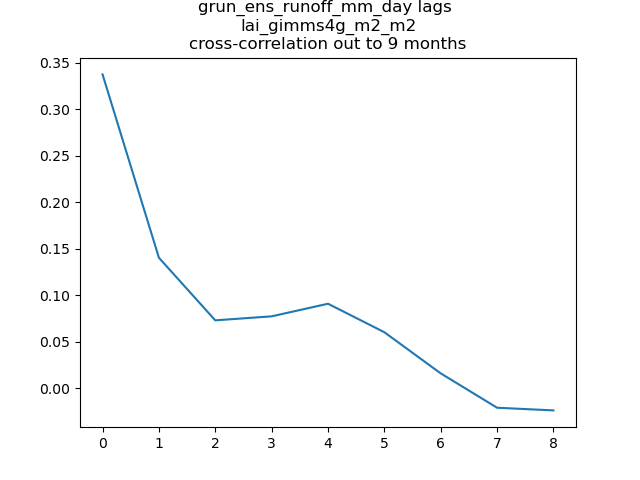 grun_ens_runoff_mm_day lags
lai_gimms4g_m2_m2
cross-correlation out to 9 months
0.35
0.30
0.25
0.20
0.15
0.10
0.05
0.00
0 1 2 3 4 5 6 7 8